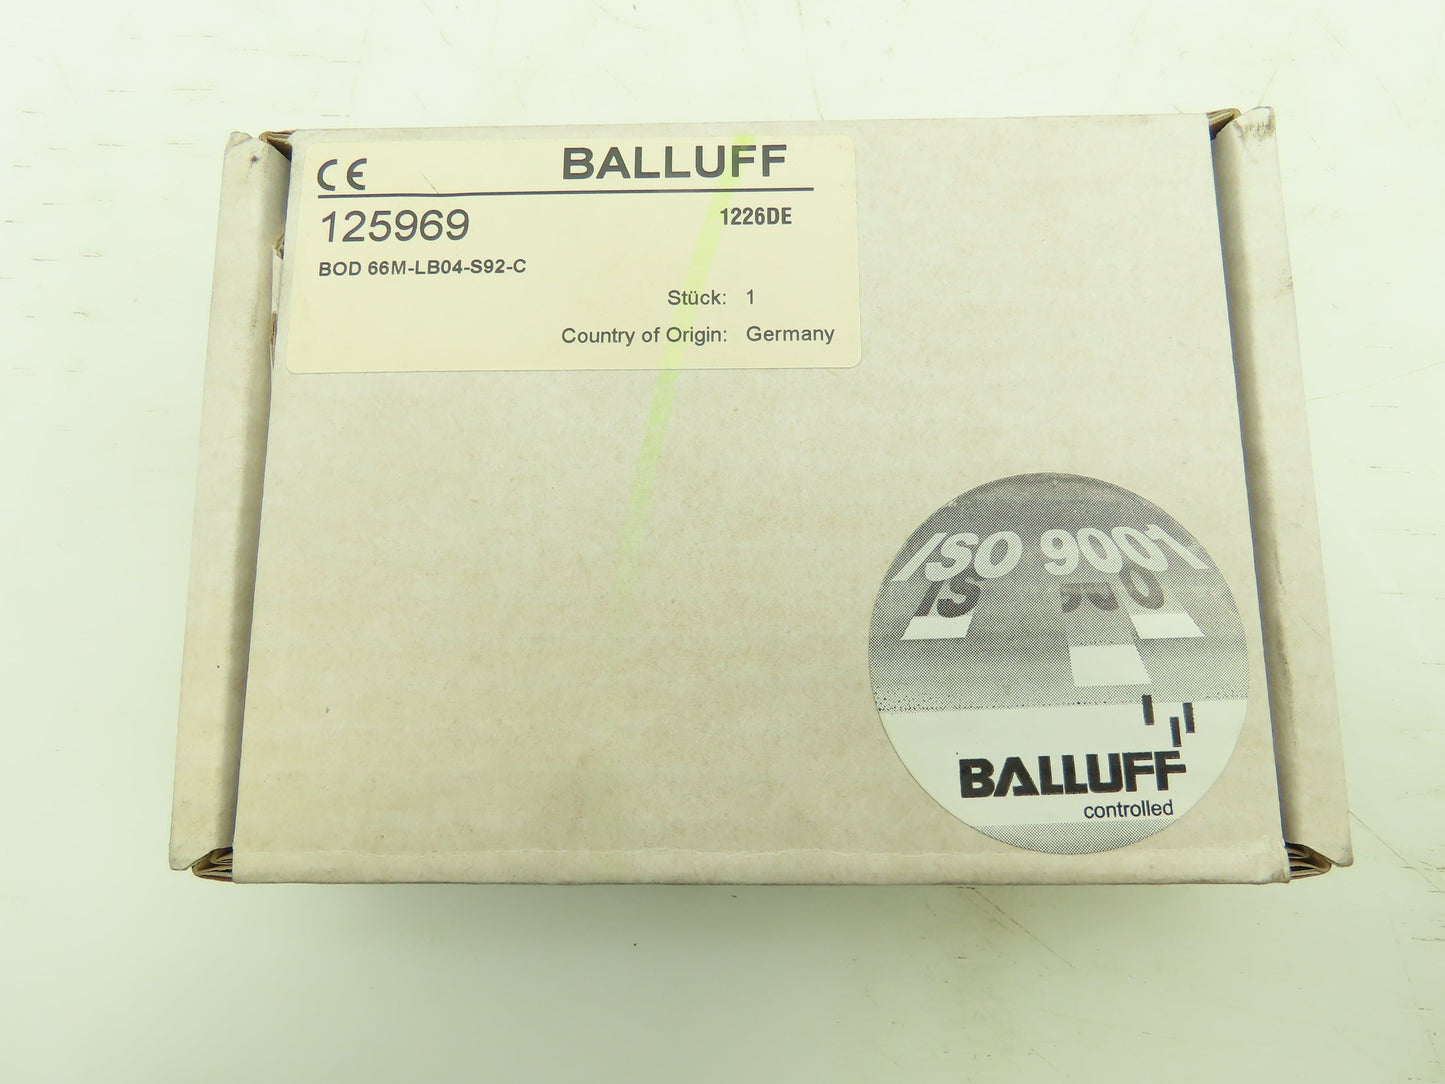 CE
BALLUFF
125969
1226DE
BOD 66M-LB04-S92-C
Stück: 1
Country of Origin: Germany
ISO 9001
BALLUFF
controlled